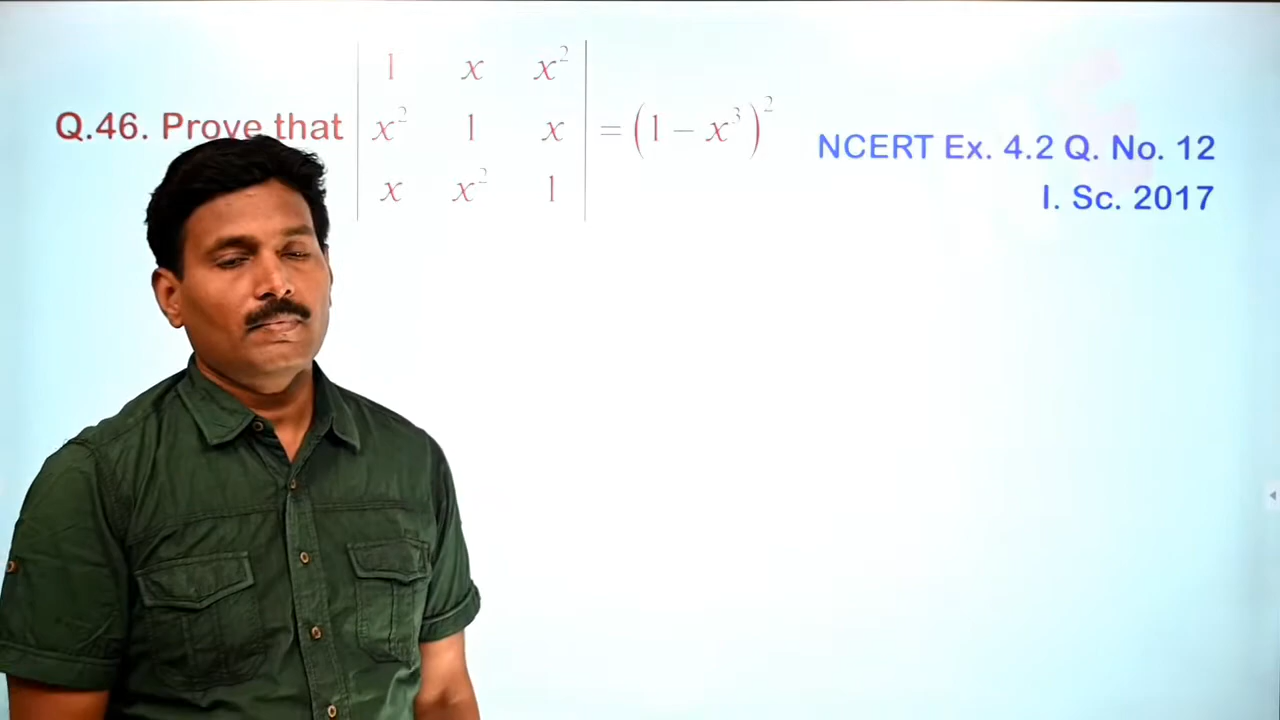 | 1 x x² |
Q.46. Prove that | x² 1 x | = (1 − x³)²
| x x² 1 |
NCERT Ex. 4.2 Q. No. 12
I. Sc. 2017